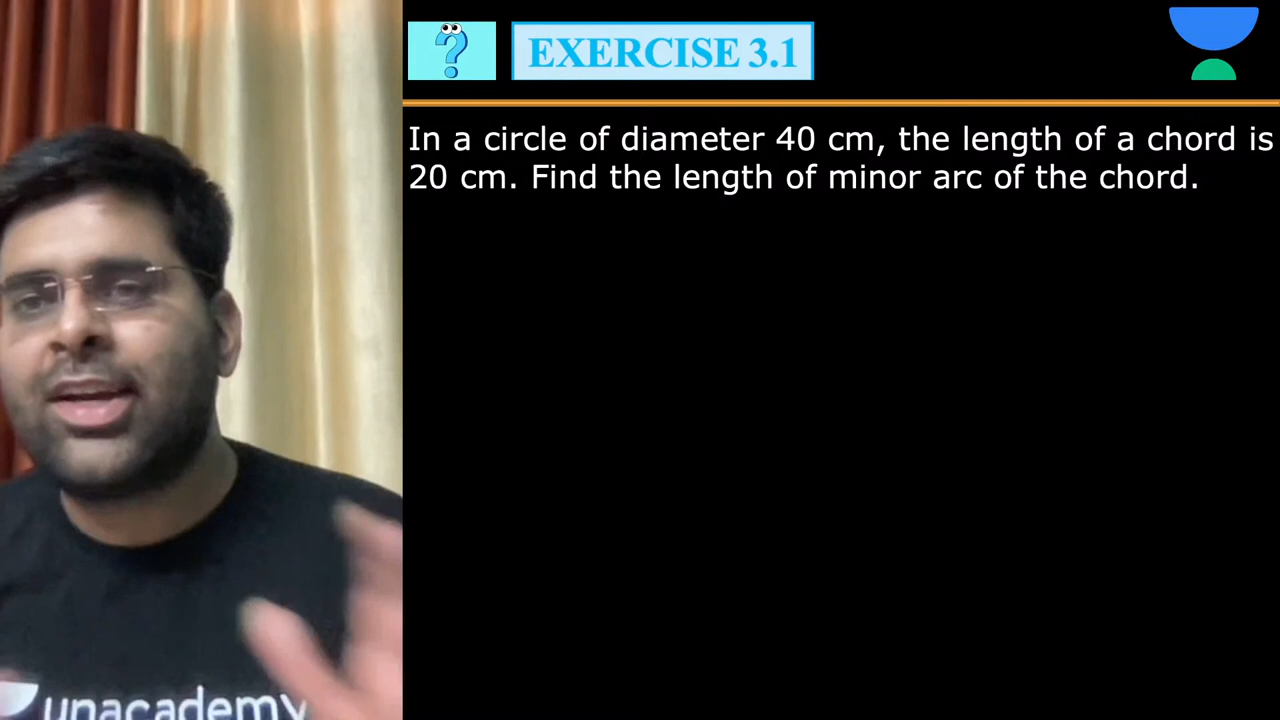 EXERCISE 3.1
In a circle of diameter 40 cm, the length of a chord is
20 cm. Find the length of minor arc of the chord.
unacademy